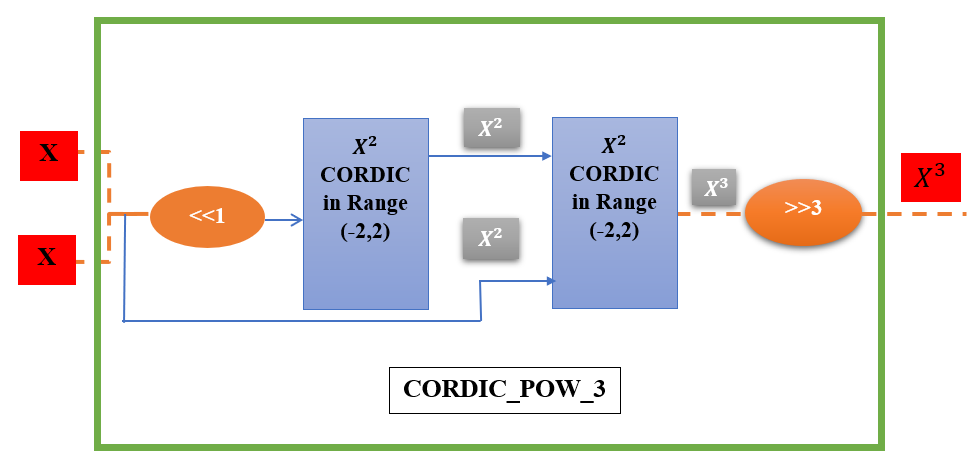 X
X
<<1
X²
CORDIC
in Range
(-2,2)
X²
X²
X²
CORDIC
in Range
(-2,2)
X³
>>3
X³
CORDIC_POW_3